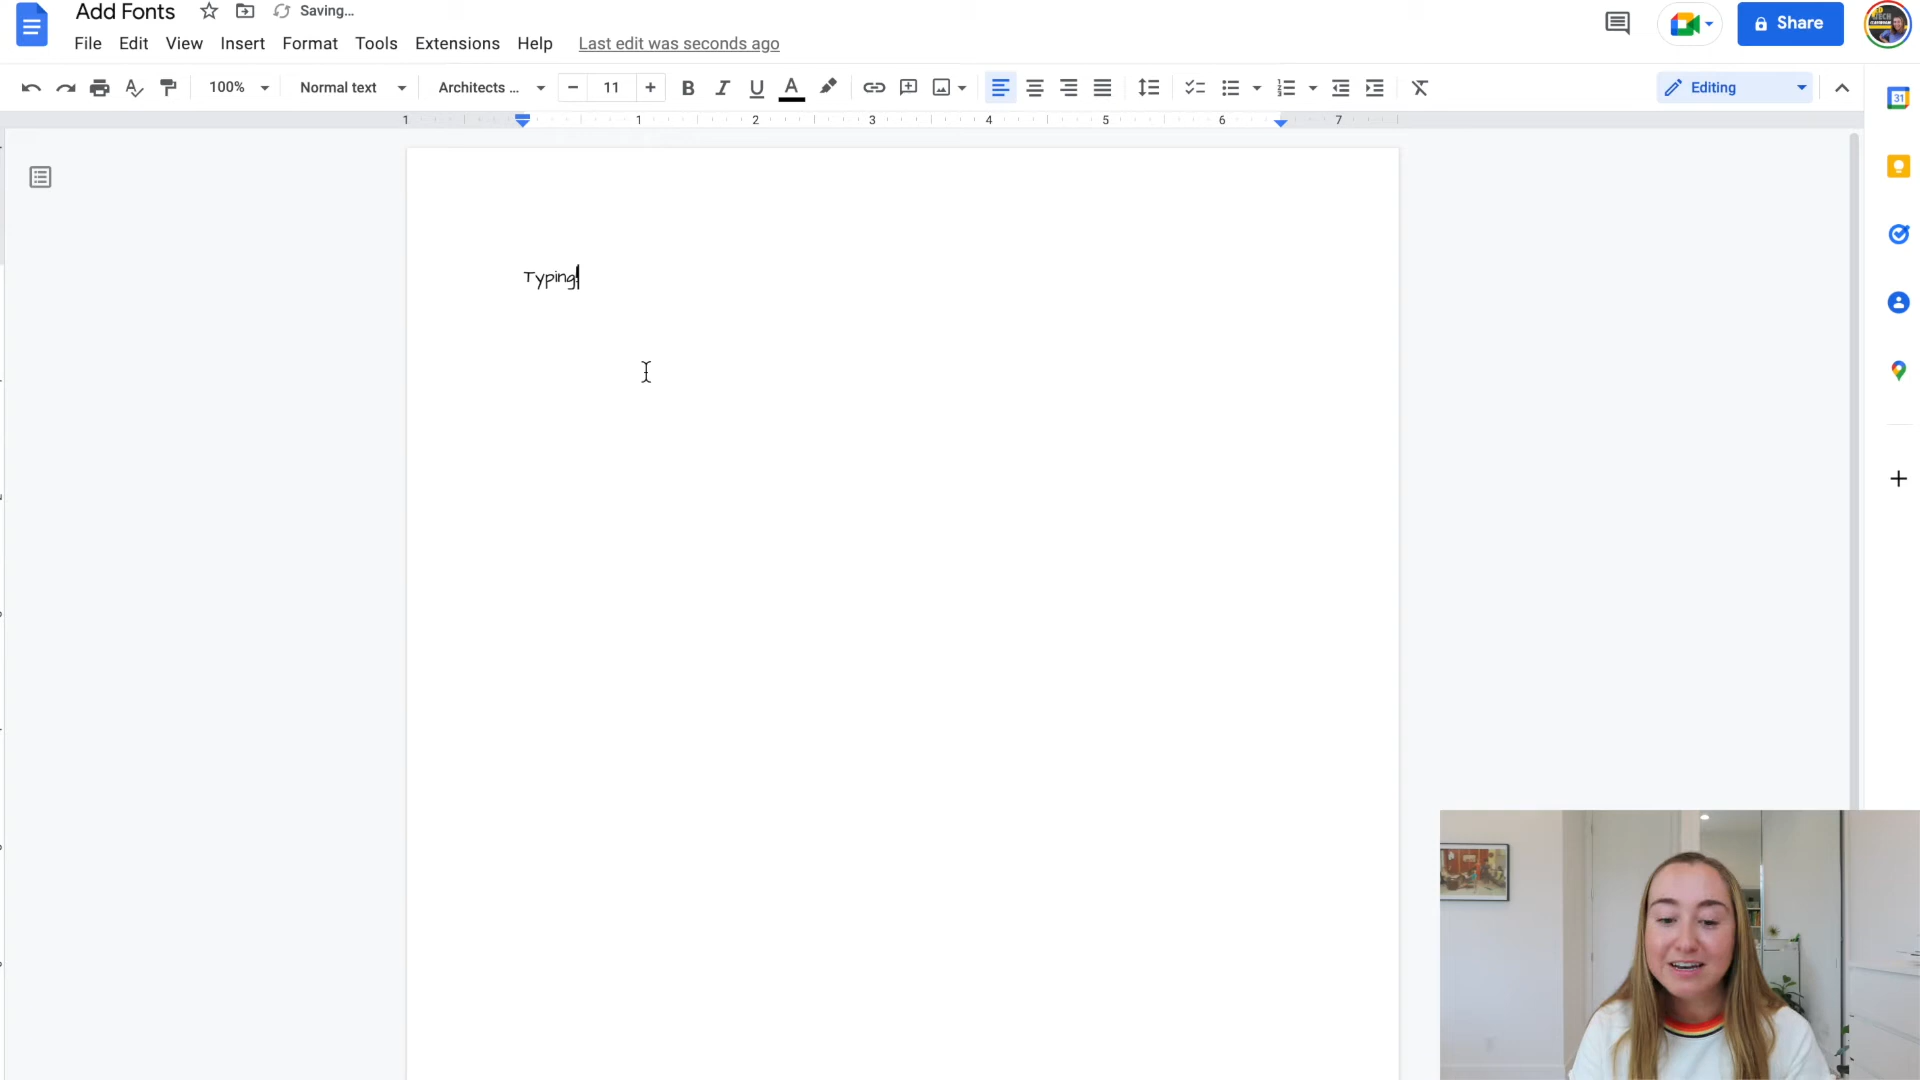 Add Fonts Saving...
File Edit View Insert Format Tools Extensions Help Last edit was seconds ago
Share
100% Normal text Architects ... 11 B I U A Editing
31
1 1 2 3 4 5 6 7
Typing!